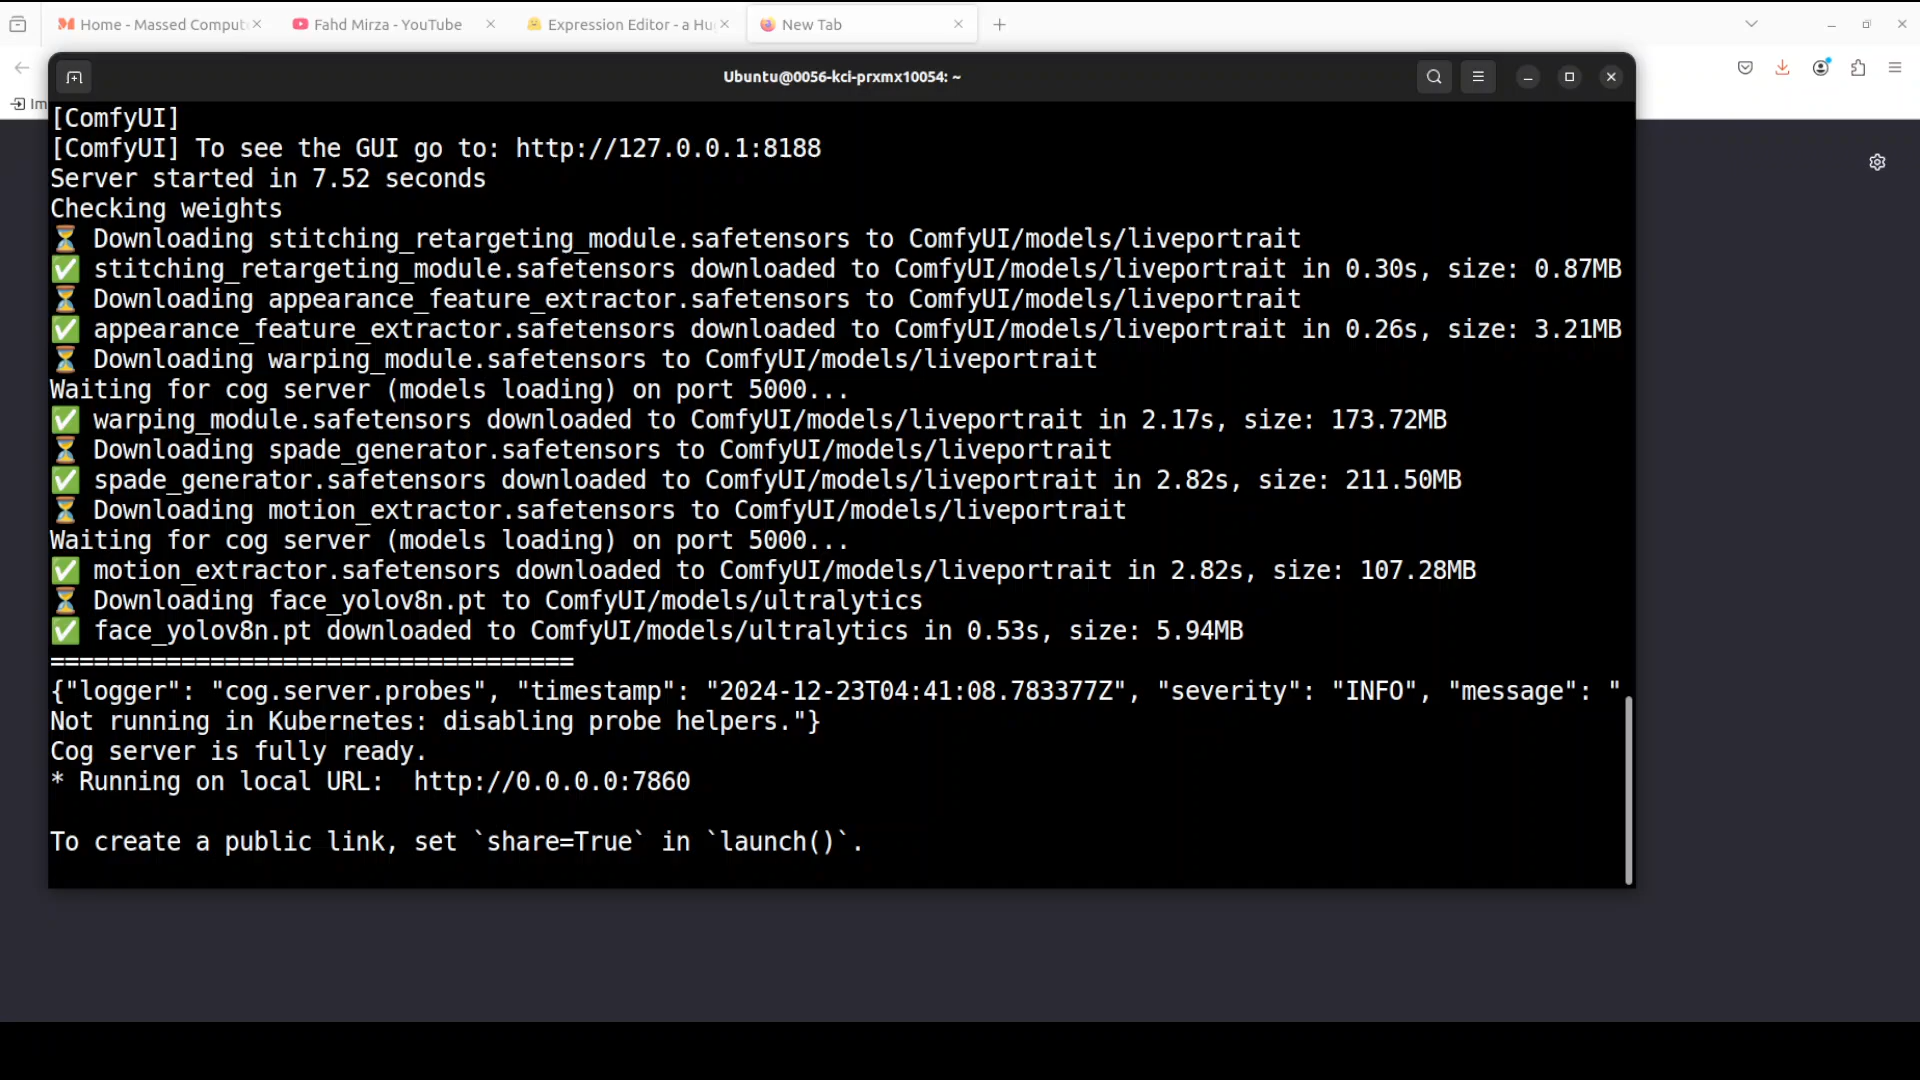 Home - Massed Comput
Fahd Mirza - YouTube
Expression Editor - a Hu
New Tab
Im
Ubuntu@0056-kci-prxmx10054: ~
[ComfyUI]
[ComfyUI] To see the GUI go to: http://127.0.0.1:8188
Server started in 7.52 seconds
Checking weights
⏳ Downloading stitching_retargeting_module.safetensors to ComfyUI/models/liveportrait
✅ stitching_retargeting_module.safetensors downloaded to ComfyUI/models/liveportrait in 0.30s, size: 0.87MB
⏳ Downloading appearance_feature_extractor.safetensors to ComfyUI/models/liveportrait
✅ appearance_feature_extractor.safetensors downloaded to ComfyUI/models/liveportrait in 0.26s, size: 3.21MB
⏳ Downloading warping_module.safetensors to ComfyUI/models/liveportrait
Waiting for cog server (models loading) on port 5000...
✅ warping_module.safetensors downloaded to ComfyUI/models/liveportrait in 2.17s, size: 173.72MB
⏳ Downloading spade_generator.safetensors to ComfyUI/models/liveportrait
✅ spade_generator.safetensors downloaded to ComfyUI/models/liveportrait in 2.82s, size: 211.50MB
⏳ Downloading motion_extractor.safetensors to ComfyUI/models/liveportrait
Waiting for cog server (models loading) on port 5000...
✅ motion_extractor.safetensors downloaded to ComfyUI/models/liveportrait in 2.82s, size: 107.28MB
⏳ Downloading face_yolov8n.pt to ComfyUI/models/ultralytics
✅ face_yolov8n.pt downloaded to ComfyUI/models/ultralytics in 0.53s, size: 5.94MB
====================================
{"logger": "cog.server.probes", "timestamp": "2024-12-23T04:41:08.783377Z", "severity": "INFO", "message": "
Not running in Kubernetes: disabling probe helpers."}
Cog server is fully ready.
* Running on local URL:  http://0.0.0.0:7860
To create a public link, set `share=True` in `launch()`.